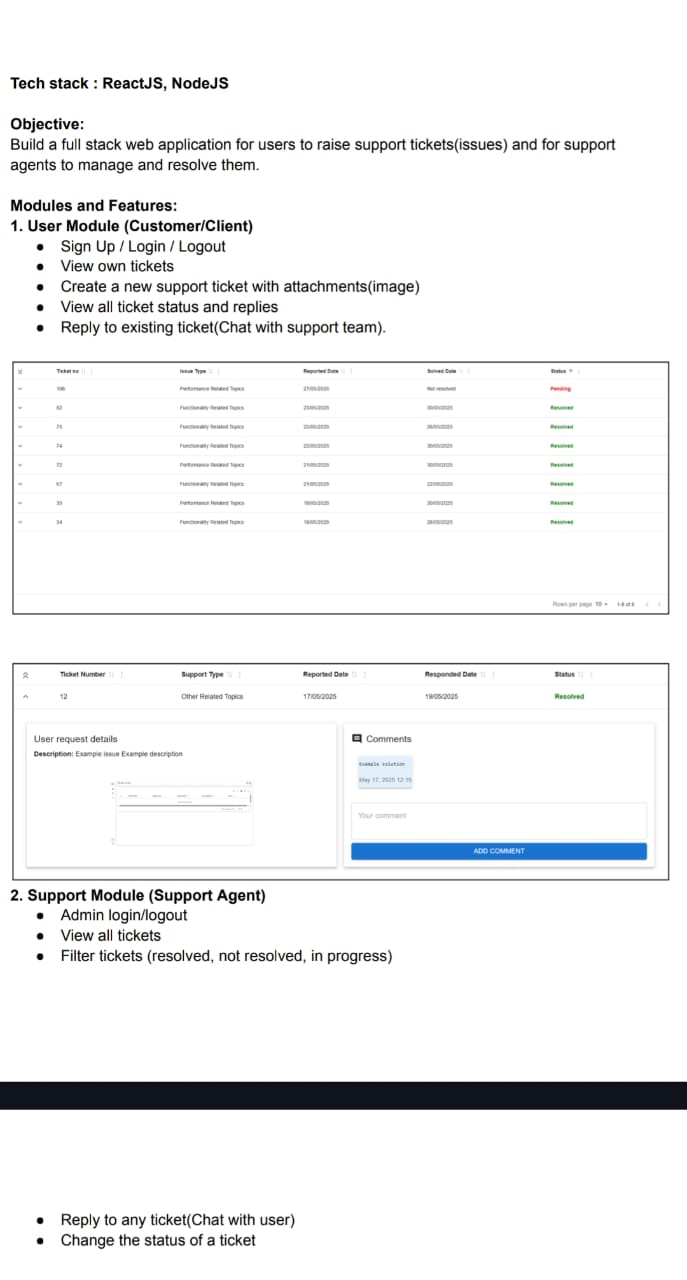 Tech stack : ReactJS, NodeJS
Objective:
Build a full stack web application for users to raise support tickets(issues) and for support
agents to manage and resolve them.
Modules and Features:
1. User Module (Customer/Client)
● Sign Up / Login / Logout
● View own tickets
● Create a new support ticket with attachments(image)
● View all ticket status and replies
● Reply to existing ticket(Chat with support team).
Ticket no Issue Type Reported Date Solved Date Status
106 Performance Related Topics 27/05/2025 Not resolved Pending
82 Functionality Related Topics 23/05/2025 30/05/2025 Resolved
75 Functionality Related Topics 22/05/2025 26/05/2025 Resolved
74 Functionality Related Topics 22/05/2025 30/05/2025 Resolved
72 Performance Related Topics 21/05/2025 30/05/2025 Resolved
67 Functionality Related Topics 21/05/2025 22/05/2025 Resolved
Performance Related Topics 30/05/2025 Resolved
34 Functionality Related Topics 26/05/2025 Resolved
Rows per page 10 1-8 of 8
Ticket Number Support Type Reported Date Responded Date Status
12 Other Related Topics 17/05/2025 19/05/2025 Resolved
User request details
Description: Example issue Example description
Comments
Example solution
May 17, 2025 12:15
Your comment
ADD COMMENT
2. Support Module (Support Agent)
● Admin login/logout
● View all tickets
● Filter tickets (resolved, not resolved, in progress)
● Reply to any ticket(Chat with user)
● Change the status of a ticket